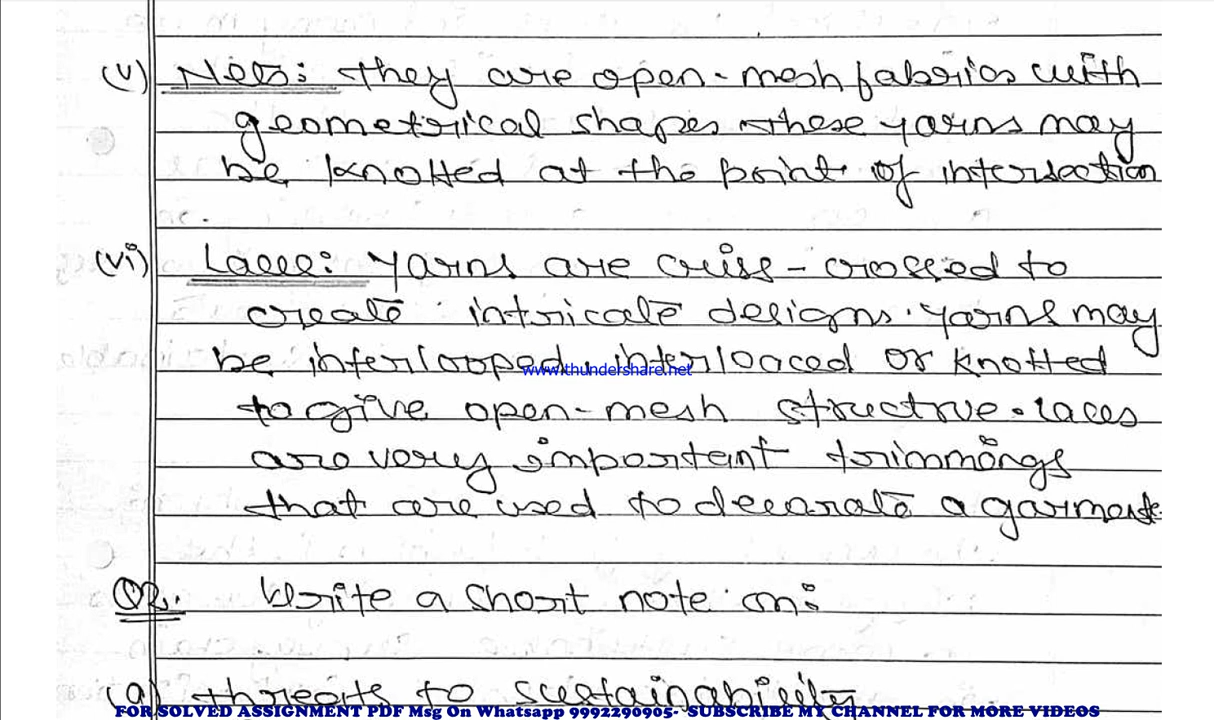 (v) Nets: they are open-mesh fabrics with
geometrical shapes these yarns may
be knotted at the point of intersection
(vi) Laces: yarns are criss-crossed to
create intricate designs. yarns may
be interlooped, interlaced or knotted
www.thundershare.net
to give open-mesh structure. laces
are very important trimmings
that are used to decorate a garment.
Q2. Write a short note on:
(a) threats to sustainability
FOR SOLVED ASSIGNMENT PDF Msg On Whatsapp 9992290905- SUBSCRIBE MY CHANNEL FOR MORE VIDEOS